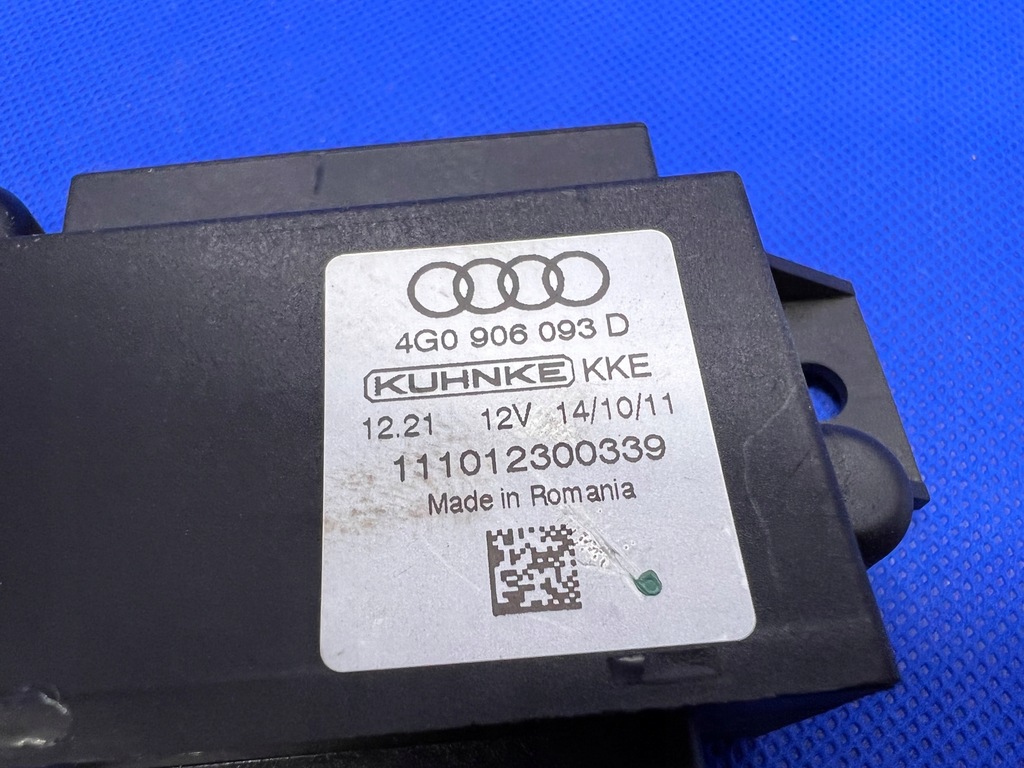 4G0 906 093 D
KUHNKE KKE
12.21 12V 14/10/11
111012300339
Made in Romania